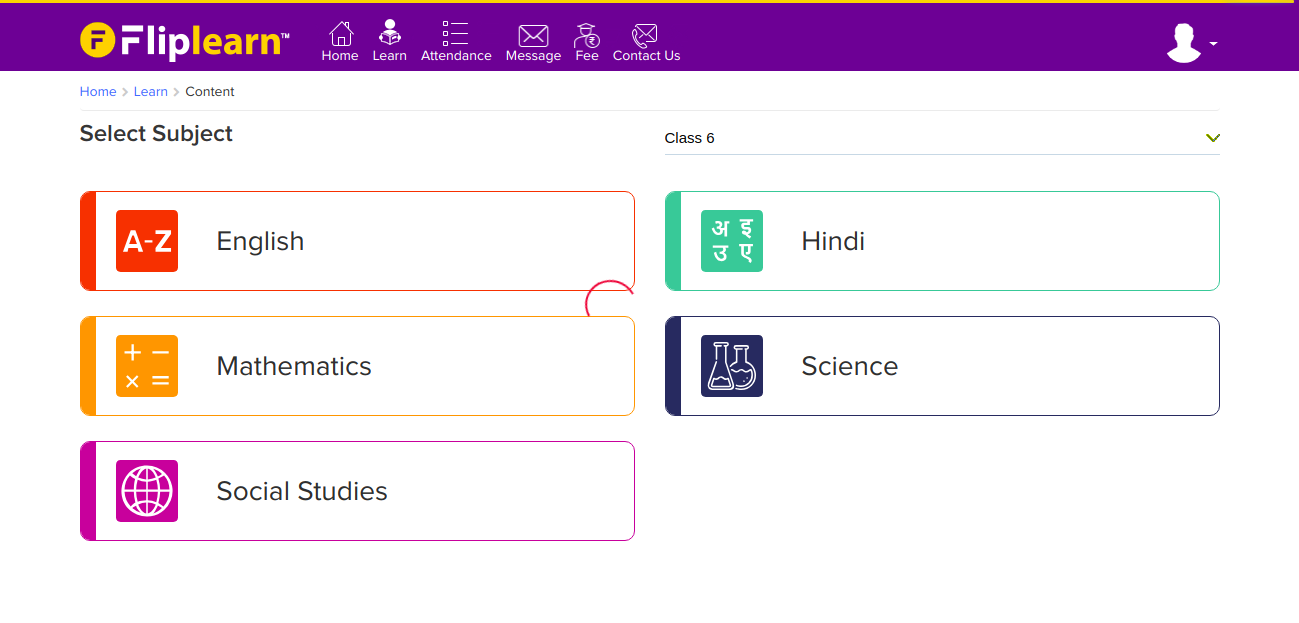 Fliplearn™
Home Learn Attendance Message Fee Contact Us
Home > Learn > Content
Select Subject
Class 6
A-Z English
अ इ
उ ए
Hindi
+ −
× =
Mathematics
Science
Social Studies